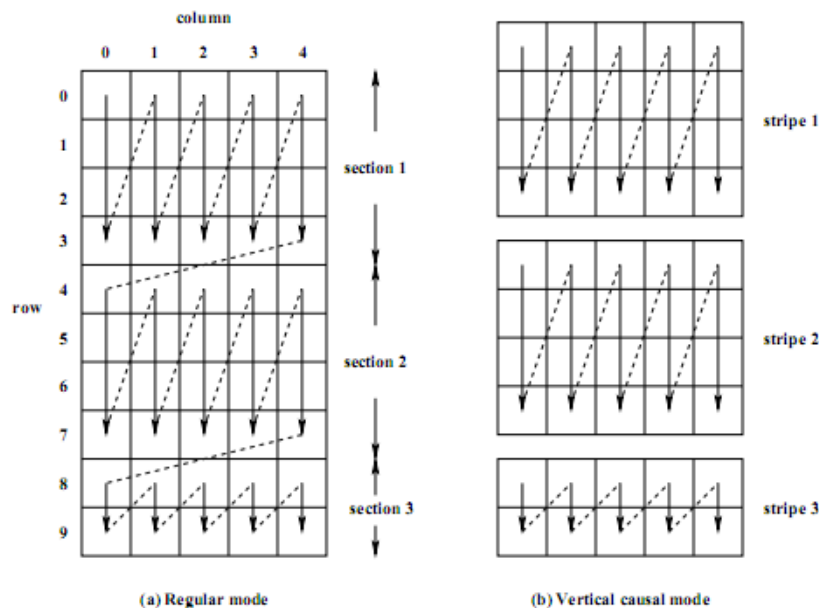 column
0 1 2 3 4
0
1
section 1
2
3
4
row
5
section 2
6
7
8
section 3
9
(a) Regular mode
stripe 1
stripe 2
stripe 3
(b) Vertical causal mode